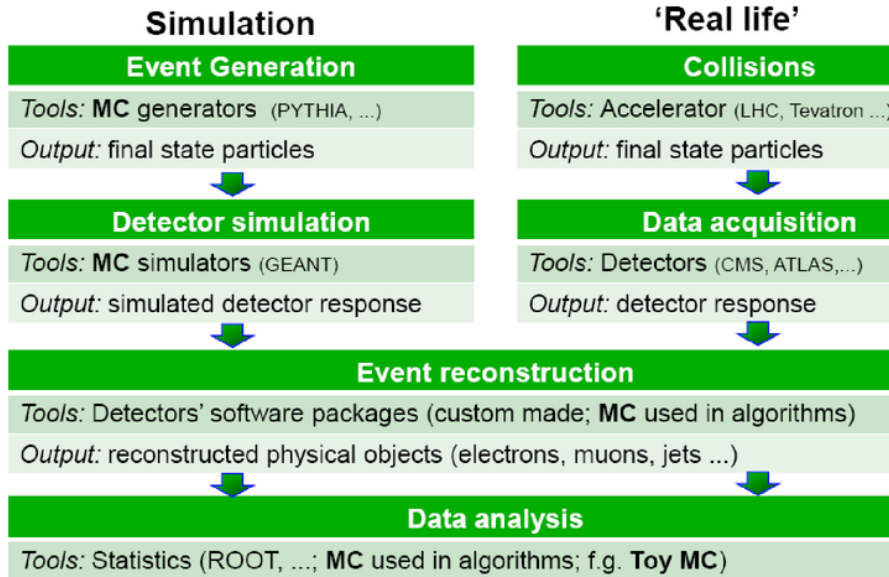 Simulation
'Real life'
Event Generation
Tools: MC generators (PYTHIA, ...)
Output: final state particles
Collisions
Tools: Accelerator (LHC, Tevatron ...)
Output: final state particles
Detector simulation
Tools: MC simulators (GEANT)
Output: simulated detector response
Data acquisition
Tools: Detectors (CMS, ATLAS,...)
Output: detector response
Event reconstruction
Tools: Detectors' software packages (custom made; MC used in algorithms)
Output: reconstructed physical objects (electrons, muons, jets ...)
Data analysis
Tools: Statistics (ROOT, ...; MC used in algorithms; f.g. Toy MC)